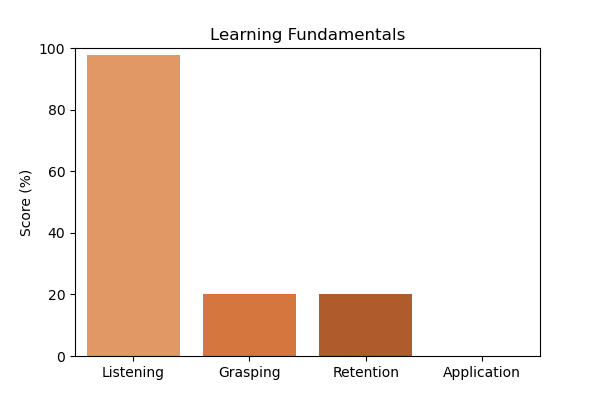 Learning Fundamentals
Score (%)
100
80
60
40
20
0
Listening Grasping Retention Application